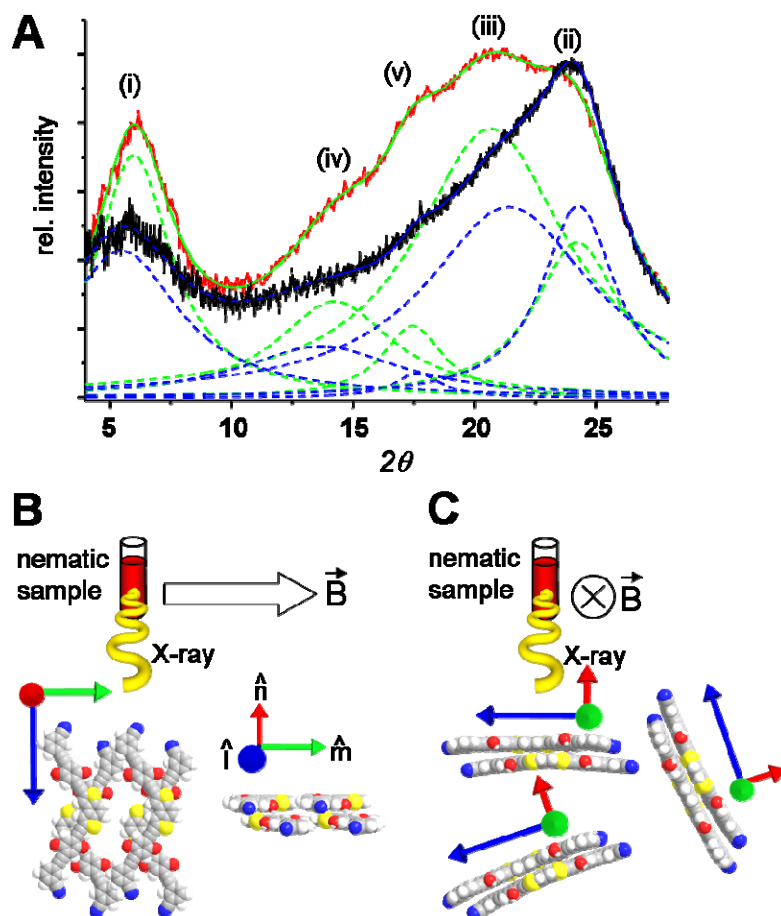 A
(i)
(iv)
(v)
(iii)
(ii)
rel. intensity
5 10 15 20 25
2θ
B
nematic
sample
B⃗
X-ray
n̂
l̂
m̂
C
nematic
sample
B⃗
X-ray